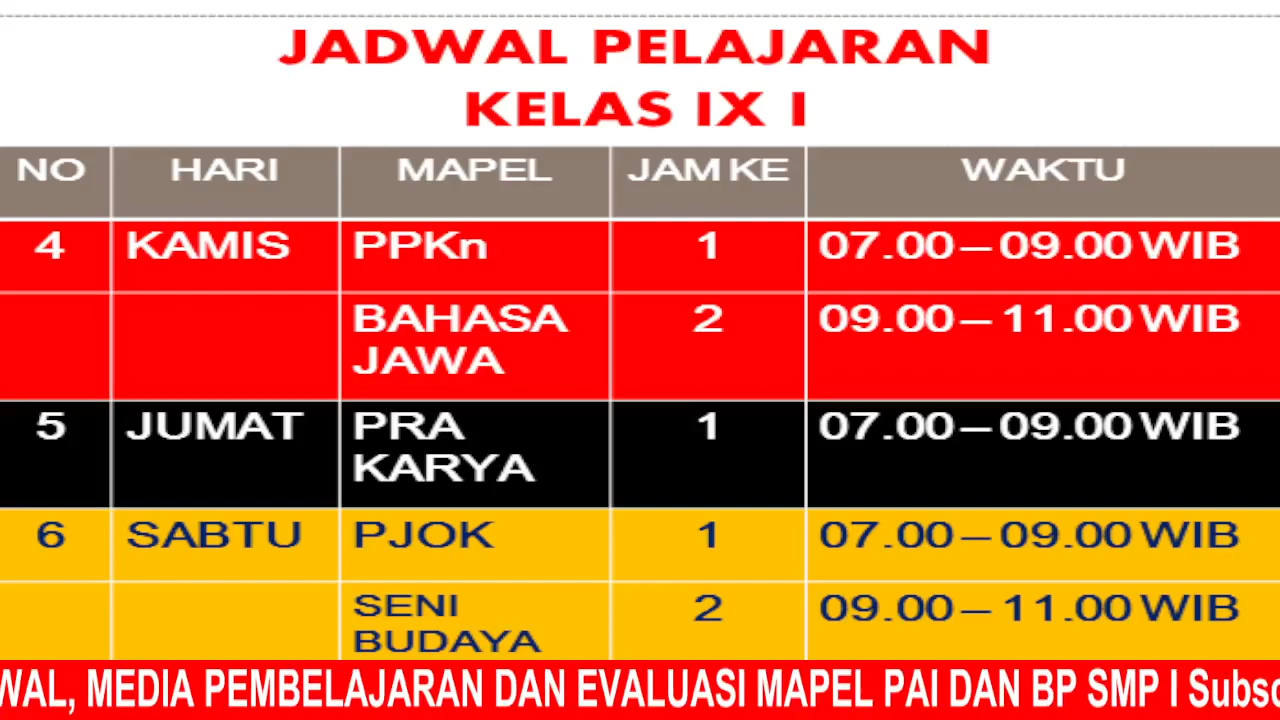 JADWAL PELAJARAN
KELAS IX I
NO HARI MAPEL JAM KE WAKTU
4 KAMIS PPKn 1 07.00 – 09.00 WIB
BAHASA 2 09.00 – 11.00 WIB
JAWA
5 JUMAT PRA 1 07.00 – 09.00 WIB
KARYA
6 SABTU PJOK 1 07.00 – 09.00 WIB
SENI 2 09.00 – 11.00 WIB
BUDAYA
MEDIA PEMBELAJARAN DAN EVALUASI MAPEL PAI DAN BP SMP I